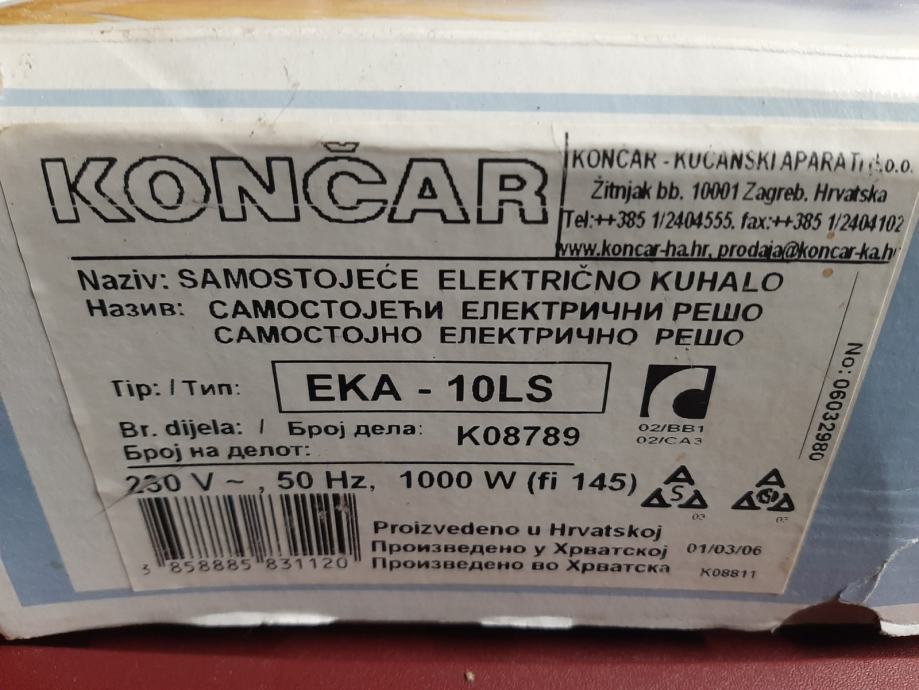 KONČAR
KONČAR - KUĆANSKI APARATI d.o.o.
Žitnjak bb. 10001 Zagreb. Hrvatska
Tel:++385 1/2404555. fax:++385 1/2404102
www.koncar-ha.hr, prodaja@koncar-ka.h
Naziv: SAMOSTOJEĆE ELEKTRIČNO KUHALO
Назив: САМОСТОЈЕЋИ ЕЛЕКТРИЧНИ РЕШО
САМОСТОЈНО ЕЛЕКТРИЧНО РЕШО
Tip: / Тип: EKA - 10LS
02/BB1
02/CA3
No: 06032980
Br. dijela: / Број дела: K08789
Број на делот:
230 V ~ , 50 Hz, 1000 W (fi 145)
S
03
03
3 858885 831120
Proizvedeno u Hrvatskoj
Произведено у Хрватској 01/03/06
Произведено во Хрватска K08811